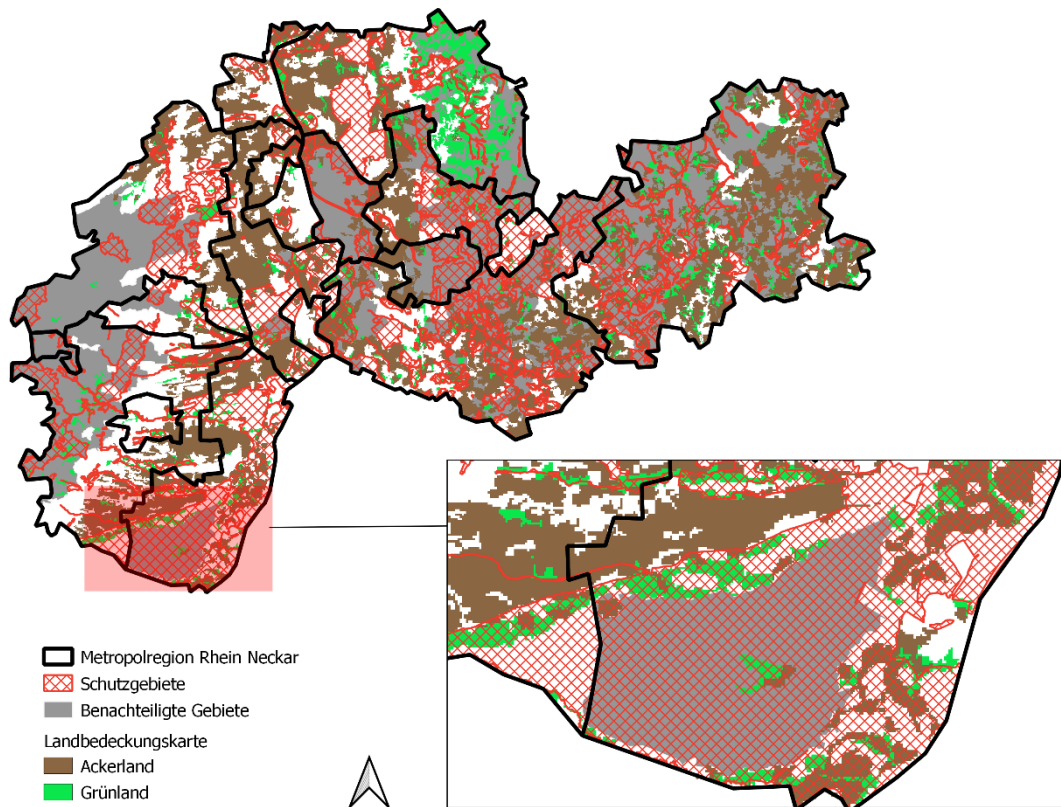 Metropolregion Rhein Neckar
Schutzgebiete
Benachteiligte Gebiete
Landbedeckungskarte
Ackerland
Grünland